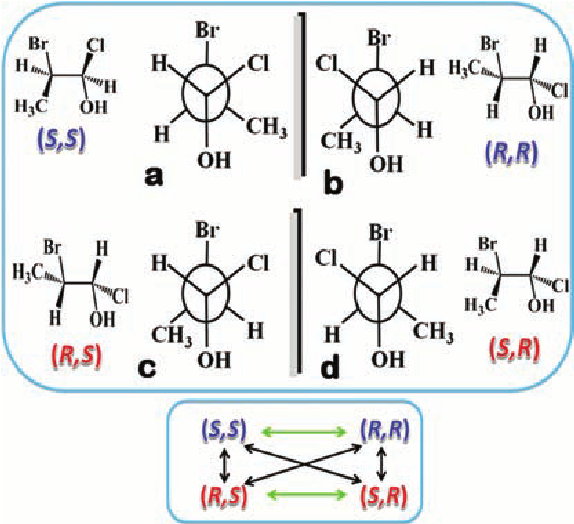 Br Cl
H H
H₃C OH
(S,S)
Br
H Cl
H CH₃
OH
a
Br
Cl H
CH₃ H
OH
b
Br H
H₃C Cl
H OH
(R,R)
Br H
H₃C Cl
H OH
(R,S)
Br
H Cl
CH₃ H
OH
c
Br
Cl H
H CH₃
OH
d
Br H
H Cl
H₃C OH
(S,R)
(S,S) (R,R)
(R,S) (S,R)